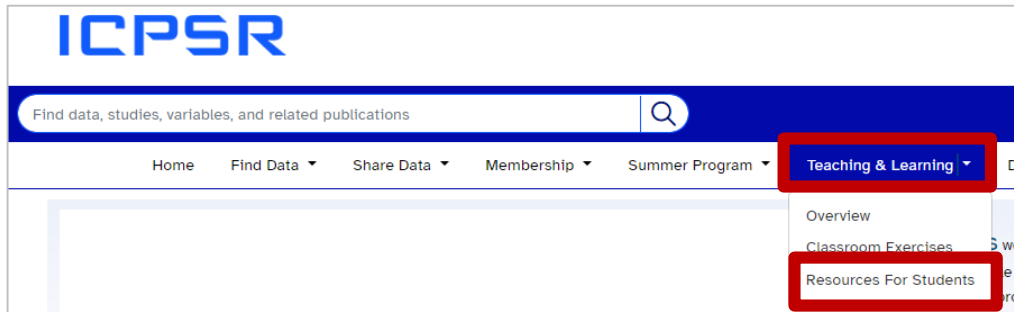 ICPSR
Find data, studies, variables, and related publications
Home Find Data Share Data Membership Summer Program Teaching & Learning
Overview
Classroom Exercises
Resources For Students